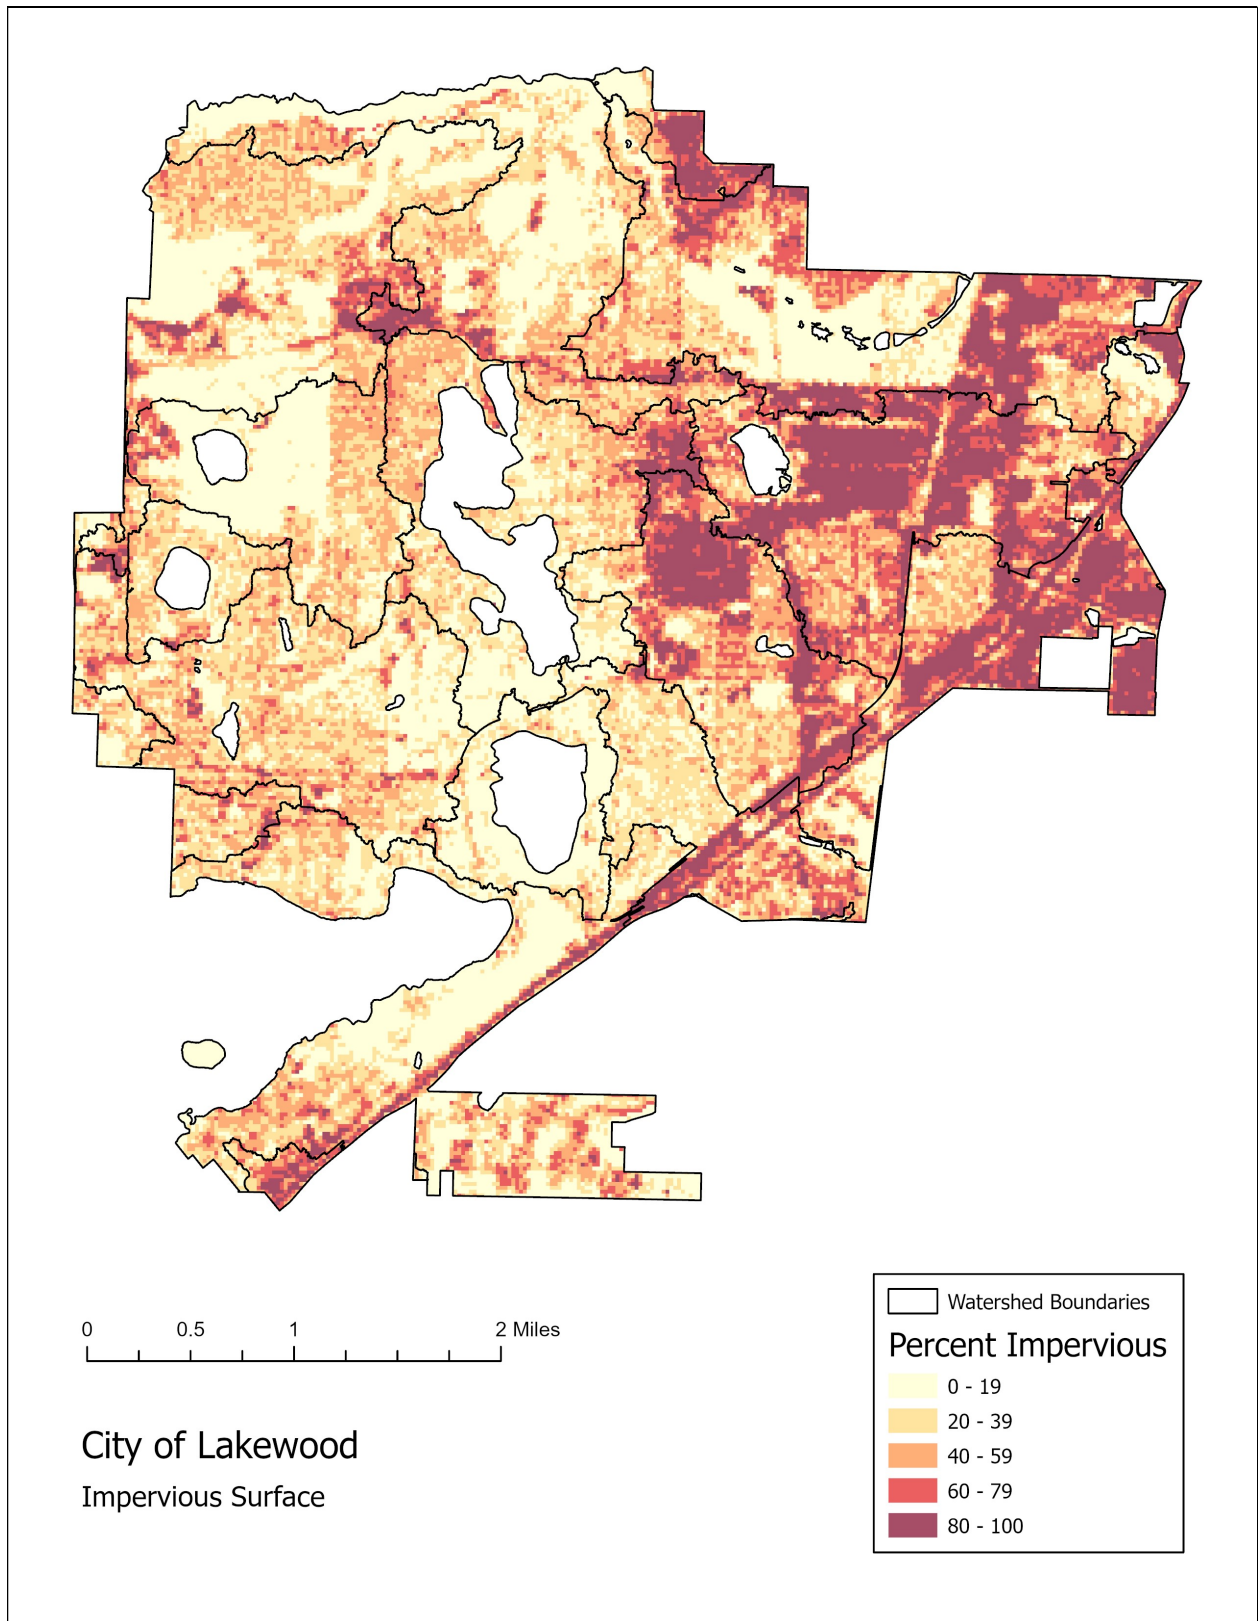 0 0.5 1 2 Miles
City of Lakewood
Impervious Surface
Watershed Boundaries
Percent Impervious
0 - 19
20 - 39
40 - 59
60 - 79
80 - 100